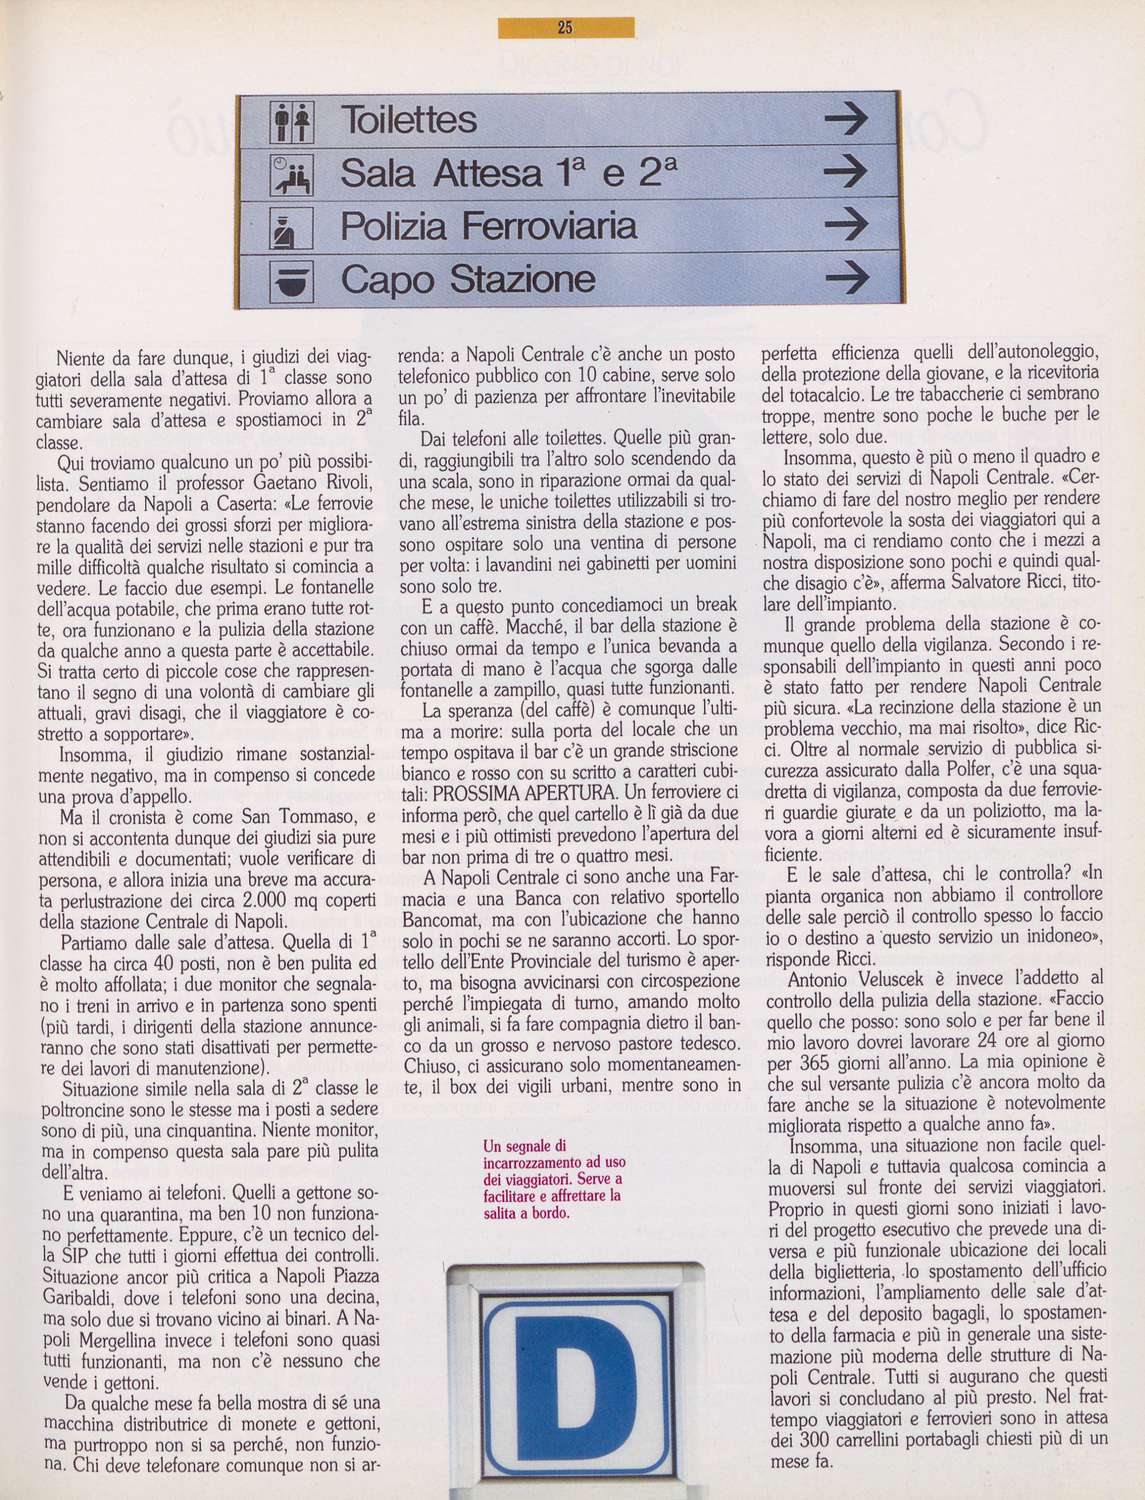 25
Toilettes
Sala Attesa 1ª e 2ª
Polizia Ferroviaria
Capo Stazione
Niente da fare dunque, i giudizi dei viag-
giatori della sala d'attesa di 1ª classe sono
tutti severamente negativi. Proviamo allora a
cambiare sala d'attesa e spostiamoci in 2ª
classe.
Qui troviamo qualcuno un po' più possibi-
lista. Sentiamo il professor Gaetano Rivoli,
pendolare da Napoli a Caserta: «Le ferrovie
stanno facendo dei grossi sforzi per migliora-
re la qualità dei servizi nelle stazioni e pur tra
mille difficoltà qualche risultato si comincia a
vedere. Le faccio due esempi. Le fontanelle
dell'acqua potabile, che prima erano tutte rot-
te, ora funzionano e la pulizia della stazione
da qualche anno a questa parte è accettabile.
Si tratta certo di piccole cose che rappresen-
tano il segno di una volontà di cambiare gli
attuali, gravi disagi, che il viaggiatore è co-
stretto a sopportare».
Insomma, il giudizio rimane sostanzial-
mente negativo, ma in compenso si concede
una prova d'appello.
Ma il cronista è come San Tommaso, e
non si accontenta dunque dei giudizi sia pure
attendibili e documentati; vuole verificare di
persona, e allora inizia una breve ma accura-
ta perlustrazione dei circa 2.000 mq coperti
della stazione Centrale di Napoli.
Partiamo dalle sale d'attesa. Quella di 1ª
classe ha circa 40 posti, non è ben pulita ed
è molto affollata; i due monitor che segnala-
no i treni in arrivo e in partenza sono spenti
(più tardi, i dirigenti della stazione annunce-
ranno che sono stati disattivati per permette-
re dei lavori di manutenzione).
Situazione simile nella sala di 2ª classe le
poltroncine sono le stesse ma i posti a sedere
sono di più, una cinquantina. Niente monitor,
ma in compenso questa sala pare più pulita
dell'altra.
E veniamo ai telefoni. Quelli a gettone so-
no una quarantina, ma ben 10 non funziona-
no perfettamente. Eppure, c'è un tecnico del-
la SIP che tutti i giorni effettua dei controlli.
Situazione ancor più critica a Napoli Piazza
Garibaldi, dove i telefoni sono una decina,
ma solo due si trovano vicino ai binari. A Na-
poli Mergellina invece i telefoni sono quasi
tutti funzionanti, ma non c'è nessuno che
vende i gettoni.
Da qualche mese fa bella mostra di sé una
macchina distributrice di monete e gettoni,
ma purtroppo non si sa perché, non funzio-
na. Chi deve telefonare comunque non si ar-
renda: a Napoli Centrale c'è anche un posto
telefonico pubblico con 10 cabine, serve solo
un po' di pazienza per affrontare l'inevitabile
fila.
Dai telefoni alle toilettes. Quelle più gran-
di, raggiungibili tra l'altro solo scendendo da
una scala, sono in riparazione ormai da qual-
che mese, le uniche toilettes utilizzabili si tro-
vano all'estrema sinistra della stazione e pos-
sono ospitare solo una ventina di persone
per volta: i lavandini nei gabinetti per uomini
sono solo tre.
E a questo punto concediamoci un break
con un caffè. Macché, il bar della stazione è
chiuso ormai da tempo e l'unica bevanda a
portata di mano è l'acqua che sgorga dalle
fontanelle a zampillo, quasi tutte funzionanti.
La speranza (del caffè) è comunque l'ulti-
ma a morire: sulla porta del locale che un
tempo ospitava il bar c'è un grande striscione
bianco e rosso con su scritto a caratteri cubi-
tali: PROSSIMA APERTURA. Un ferroviere ci
informa però, che quel cartello è lì già da due
mesi e i più ottimisti prevedono l'apertura del
bar non prima di tre o quattro mesi.
A Napoli Centrale ci sono anche una Far-
macia e una Banca con relativo sportello
Bancomat, ma con l'ubicazione che hanno
solo in pochi se ne saranno accorti. Lo spor-
tello dell'Ente Provinciale del turismo è aper-
to, ma bisogna avvicinarsi con circospezione
perché l'impiegata di turno, amando molto
gli animali, si fa fare compagnia dietro il ban-
co da un grosso e nervoso pastore tedesco.
Chiuso, ci assicurano solo momentaneamen-
te, il box dei vigili urbani, mentre sono in
Un segnale di
incarrozzamento ad uso
dei viaggiatori. Serve a
facilitare e affrettare la
salita a bordo.
D
perfetta efficienza quelli dell'autonoleggio,
della protezione della giovane, e la ricevitoria
del totacalcio. Le tre tabaccherie ci sembrano
troppe, mentre sono poche le buche per le
lettere, solo due.
Insomma, questo è più o meno il quadro e
lo stato dei servizi di Napoli Centrale. «Cer-
chiamo di fare del nostro meglio per rendere
più confortevole la sosta dei viaggiatori qui a
Napoli, ma ci rendiamo conto che i mezzi a
nostra disposizione sono pochi e quindi qual-
che disagio c'è», afferma Salvatore Ricci, tito-
lare dell'impianto.
Il grande problema della stazione è co-
munque quello della vigilanza. Secondo i re-
sponsabili dell'impianto in questi anni poco
è stato fatto per rendere Napoli Centrale
più sicura. «La recinzione della stazione è un
problema vecchio, ma mai risolto», dice Ric-
ci. Oltre al normale servizio di pubblica si-
curezza assicurato dalla Polfer, c'è una squa-
dretta di vigilanza, composta da due ferrovie-
ri guardie giurate e da un poliziotto, ma la-
vora a giorni alterni ed è sicuramente insuf-
ficiente.
E le sale d'attesa, chi le controlla? «In
pianta organica non abbiamo il controllore
delle sale perciò il controllo spesso lo faccio
io o destino a questo servizio un inidoneo»,
risponde Ricci.
Antonio Veluscek è invece l'addetto al
controllo della pulizia della stazione. «Faccio
quello che posso: sono solo e per far bene il
mio lavoro dovrei lavorare 24 ore al giorno
per 365 giorni all'anno. La mia opinione è
che sul versante pulizia c'è ancora molto da
fare anche se la situazione è notevolmente
migliorata rispetto a qualche anno fa».
Insomma, una situazione non facile quel-
la di Napoli e tuttavia qualcosa comincia a
muoversi sul fronte dei servizi viaggiatori.
Proprio in questi giorni sono iniziati i lavo-
ri del progetto esecutivo che prevede una di-
versa e più funzionale ubicazione dei locali
della biglietteria, lo spostamento dell'ufficio
informazioni, l'ampliamento delle sale d'at-
tesa e del deposito bagagli, lo spostamen-
to della farmacia e più in generale una siste-
mazione più moderna delle strutture di Na-
poli Centrale. Tutti si augurano che questi
lavori si concludano al più presto. Nel frat-
tempo viaggiatori e ferrovieri sono in attesa
dei 300 carrellini portabagli chiesti più di un
mese fa.